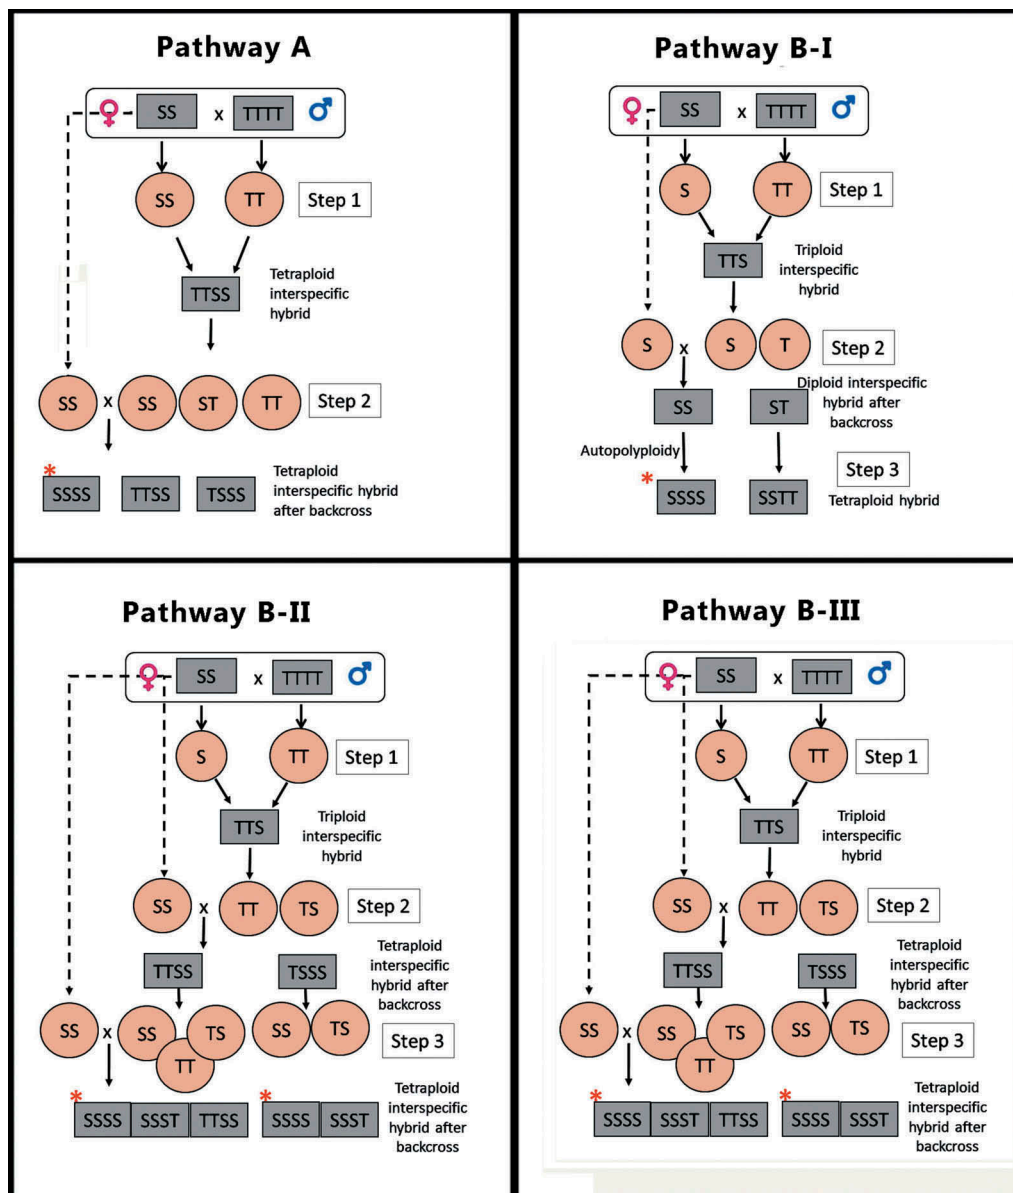 Pathway A
SS x TTTT
SS TT Step 1
TTSS
Tetraploid
interspecific
hybrid
SS x SS ST TT Step 2
*
SSSS TTSS TSSS
Tetraploid
interspecific hybrid
after backcross
Pathway B-I
SS x TTTT
S TT Step 1
TTS
Triploid
interspecific
hybrid
S x S T Step 2
SS ST
Diploid interspecific
hybrid after
backcross
Autopolyploidy
Step 3
*
SSSS SSTT
Tetraploid hybrid
Pathway B-II
SS x TTTT
S TT Step 1
TTS
Triploid
interspecific
hybrid
SS x TT TS Step 2
TTSS TSSS
Tetraploid
interspecific
hybrid after
backcross
SS x SS TS SS TS
TT
Step 3
* *
SSSS SSST TTSS SSSS SSST
Tetraploid
interspecific
hybrid after
backcross
Pathway B-III
SS x TTTT
S TT Step 1
TTS
Triploid
interspecific
hybrid
SS x TT TS Step 2
TTSS TSSS
Tetraploid
interspecific
hybrid after
backcross
SS x SS TS SS TS
TT
Step 3
* *
SSSS SSST TTSS SSSS SSST
Tetraploid
interspecific
hybrid after
backcross